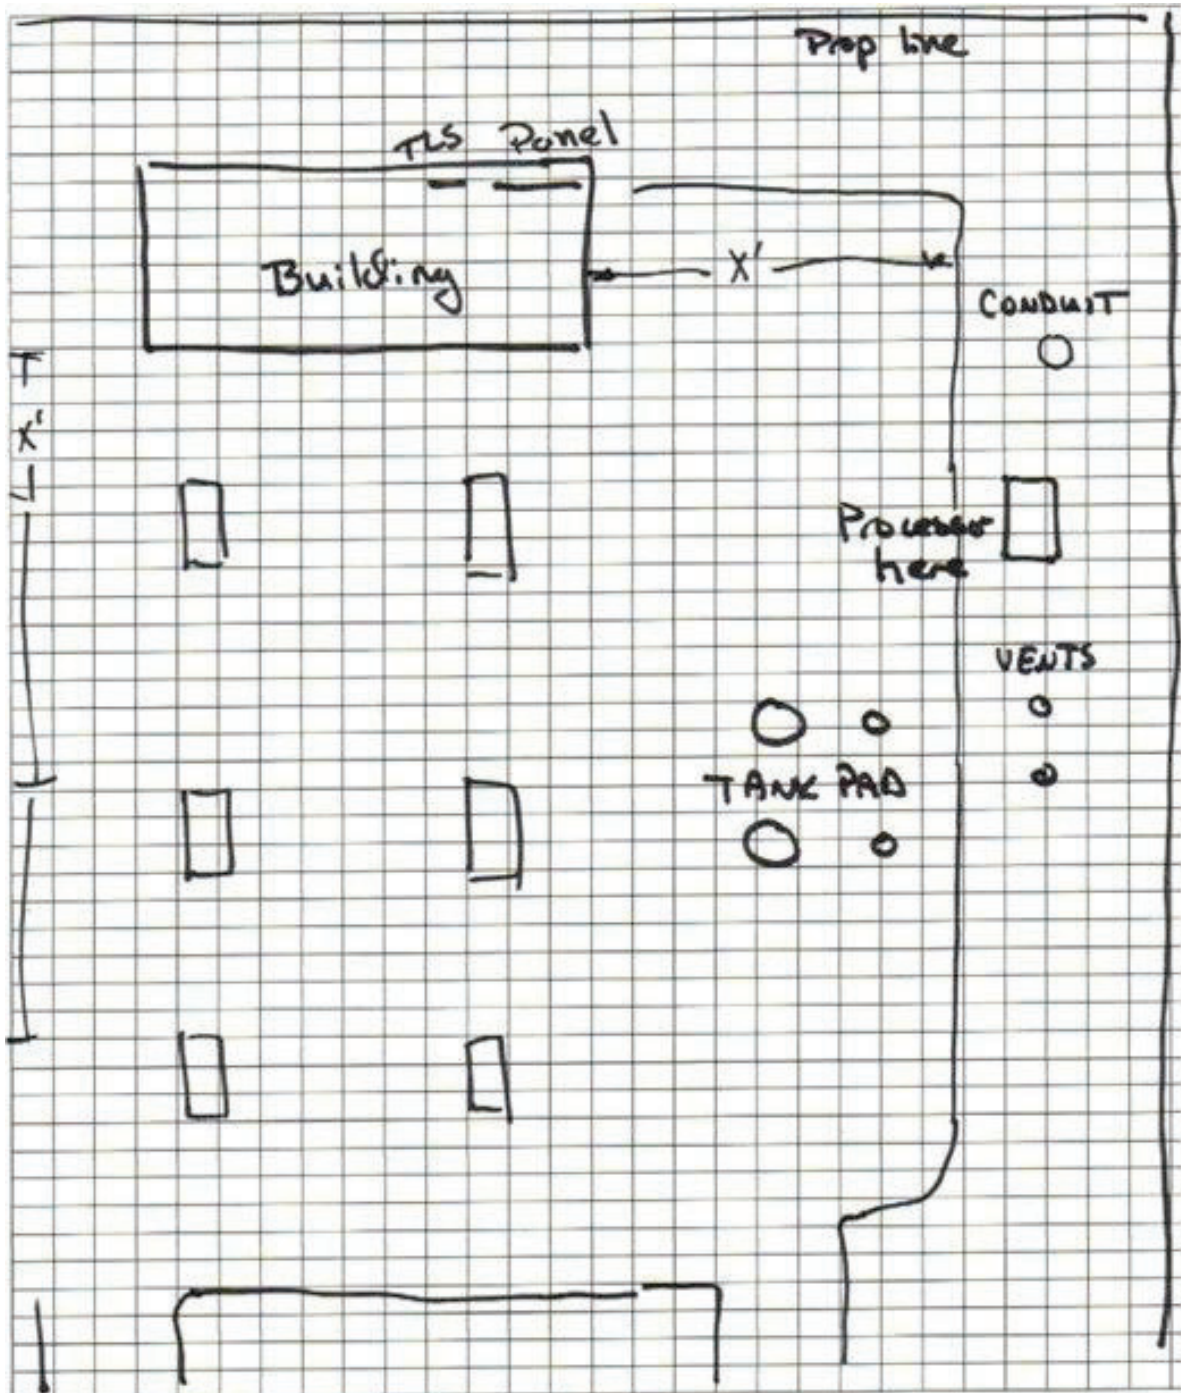 Prop line
TLS Panel
Building
X'
CONDUIT
X'
Processor
here
VENTS
TANK PAD